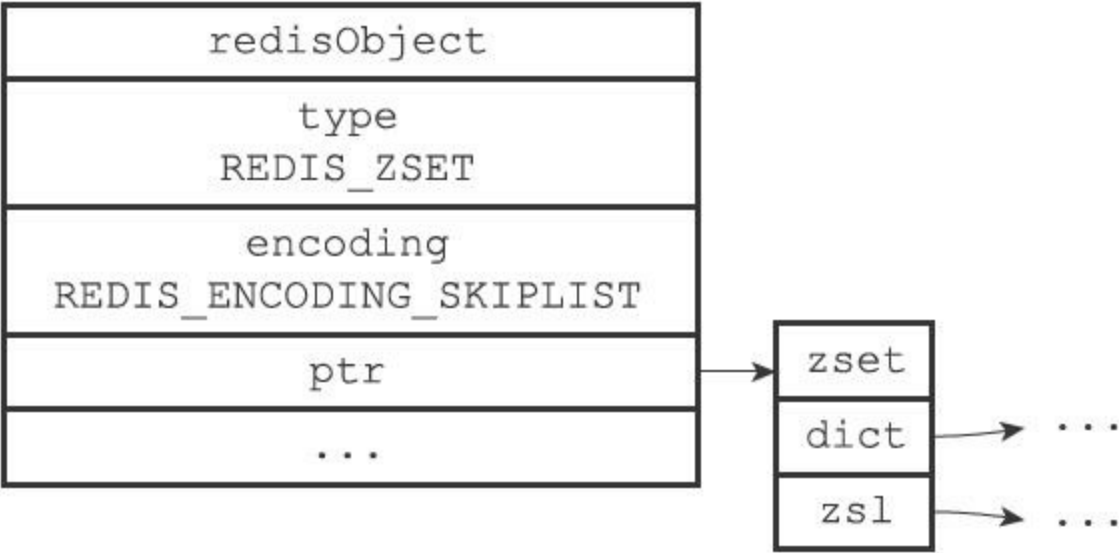 redisObject
type
REDIS_ZSET
encoding
REDIS_ENCODING_SKIPLIST
ptr
...
zset
dict
...
zsl
...